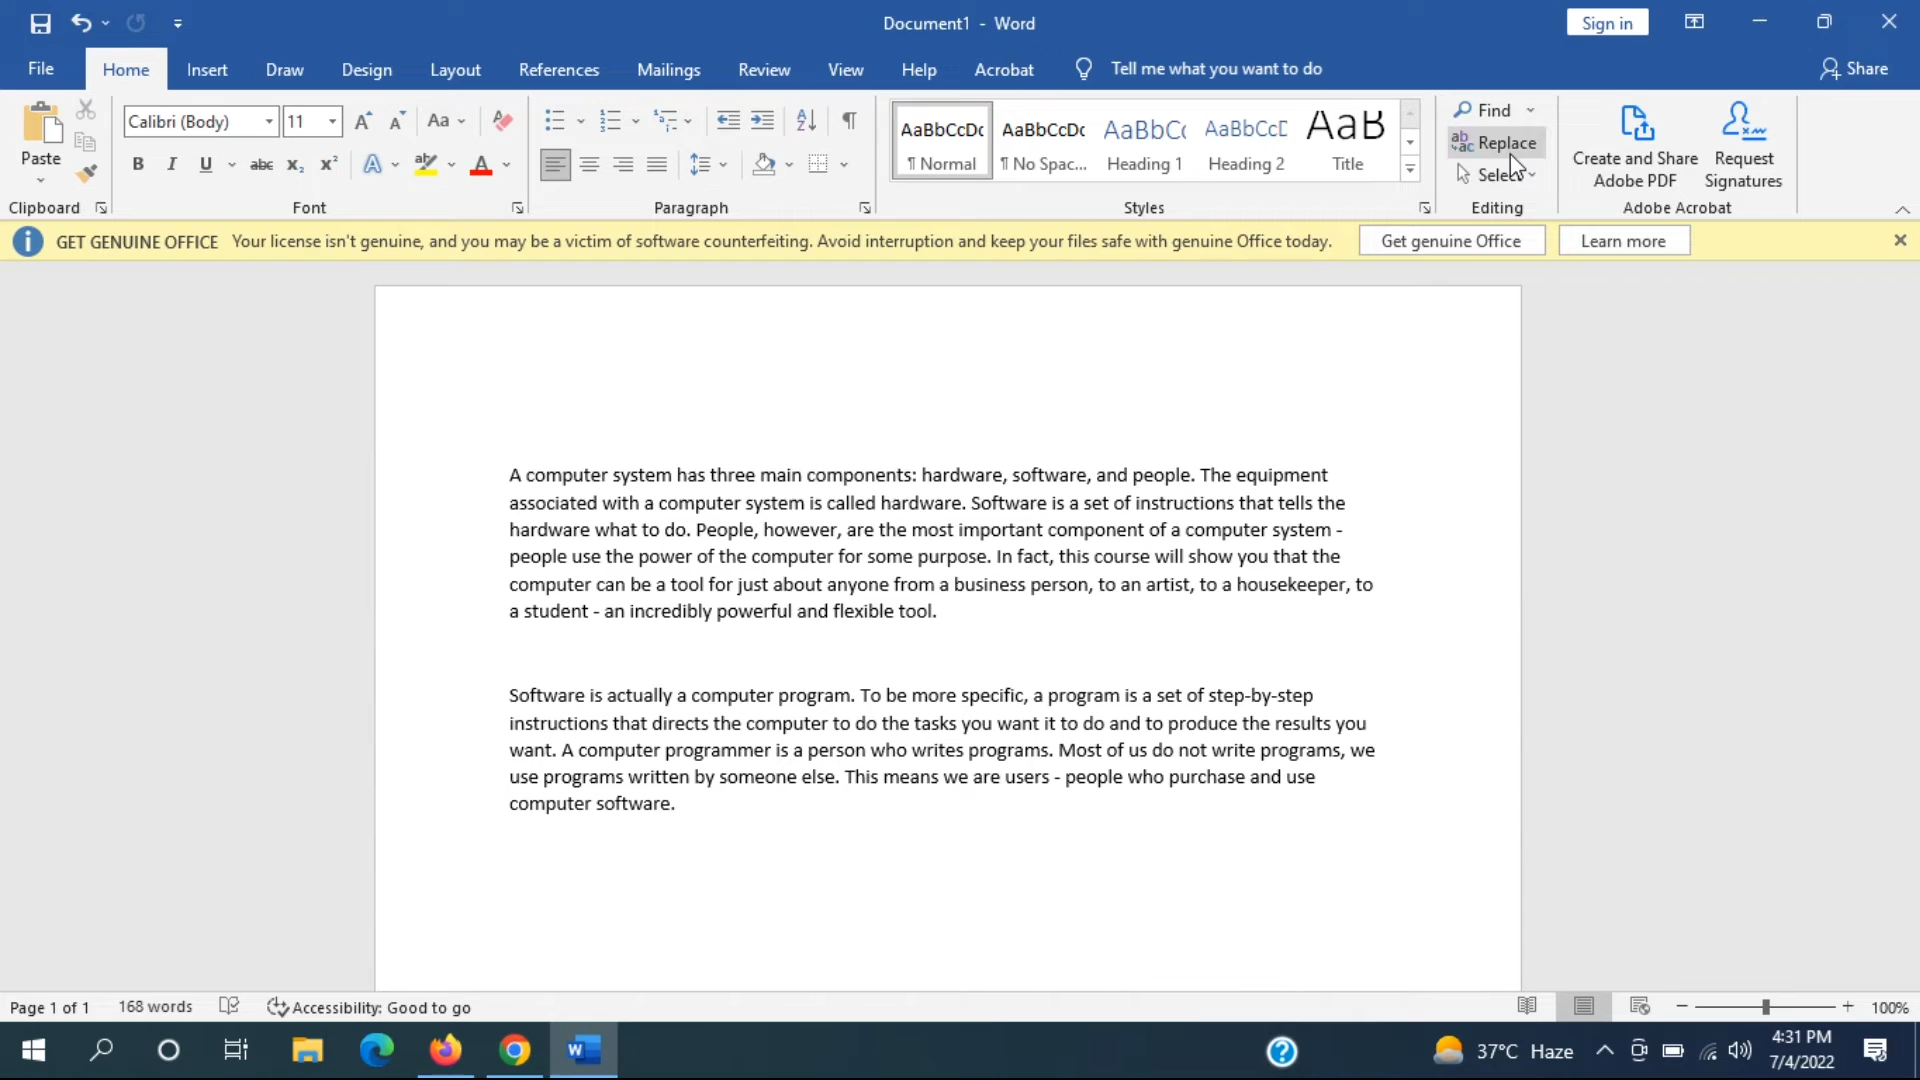 Document1 - Word
Sign in
File Home Insert Draw Design Layout References Mailings Review View Help Acrobat Tell me what you want to do Share
Paste
Clipboard
Calibri (Body) 11 A A Aa
B I U abc x₂ x² A ab A
Font
Paragraph
AaBbCcDc AaBbCcDc AaBbC AaBbCcD AaB
¶ Normal ¶ No Spac... Heading 1 Heading 2 Title
Styles
Find
Replace
Select
Editing
Create and Share Adobe PDF
Request Signatures
Adobe Acrobat
GET GENUINE OFFICE Your license isn't genuine, and you may be a victim of software counterfeiting. Avoid interruption and keep your files safe with genuine Office today. Get genuine Office Learn more
A computer system has three main components: hardware, software, and people. The equipment
associated with a computer system is called hardware. Software is a set of instructions that tells the
hardware what to do. People, however, are the most important component of a computer system -
people use the power of the computer for some purpose. In fact, this course will show you that the
computer can be a tool for just about anyone from a business person, to an artist, to a housekeeper, to
a student - an incredibly powerful and flexible tool.
Software is actually a computer program. To be more specific, a program is a set of step-by-step
instructions that directs the computer to do the tasks you want it to do and to produce the results you
want. A computer programmer is a person who writes programs. Most of us do not write programs, we
use programs written by someone else. This means we are users - people who purchase and use
computer software.
Page 1 of 1 168 words Accessibility: Good to go 100%
37°C Haze
4:31 PM
7/4/2022